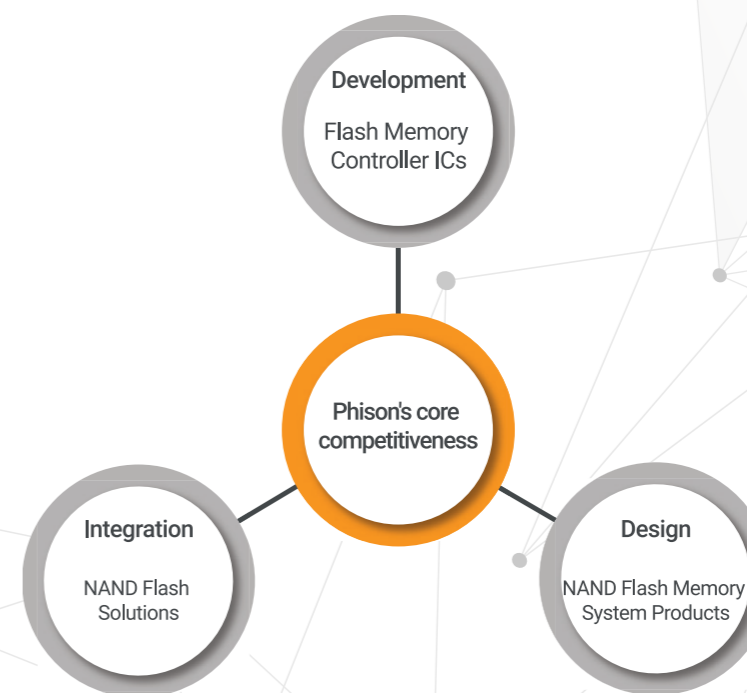 Development
Flash Memory
Controller ICs
Phison's core
competitiveness
Integration
NAND Flash
Solutions
Design
NAND Flash Memory
System Products